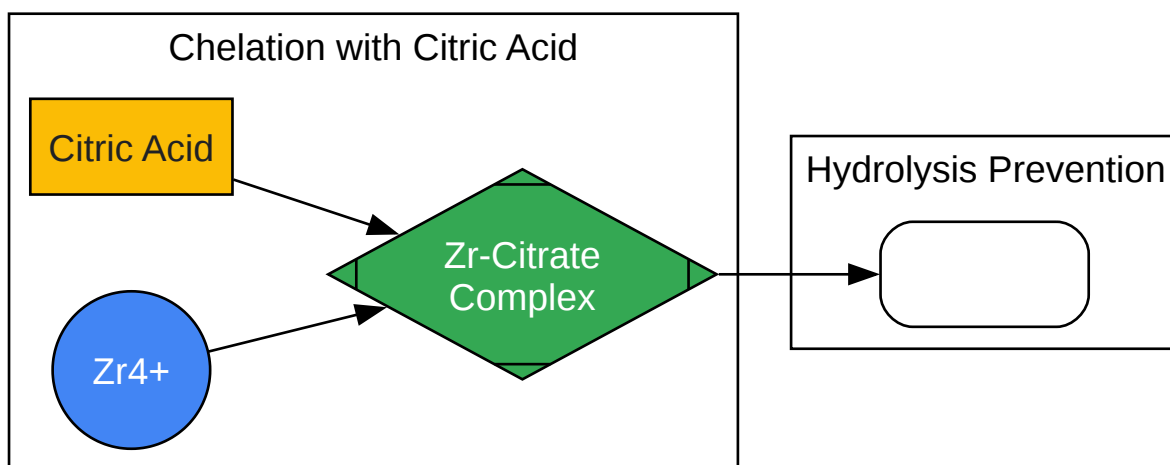 Chelation with Citric Acid
Citric Acid
Zr4+
Zr-Citrate
Complex
Hydrolysis Prevention